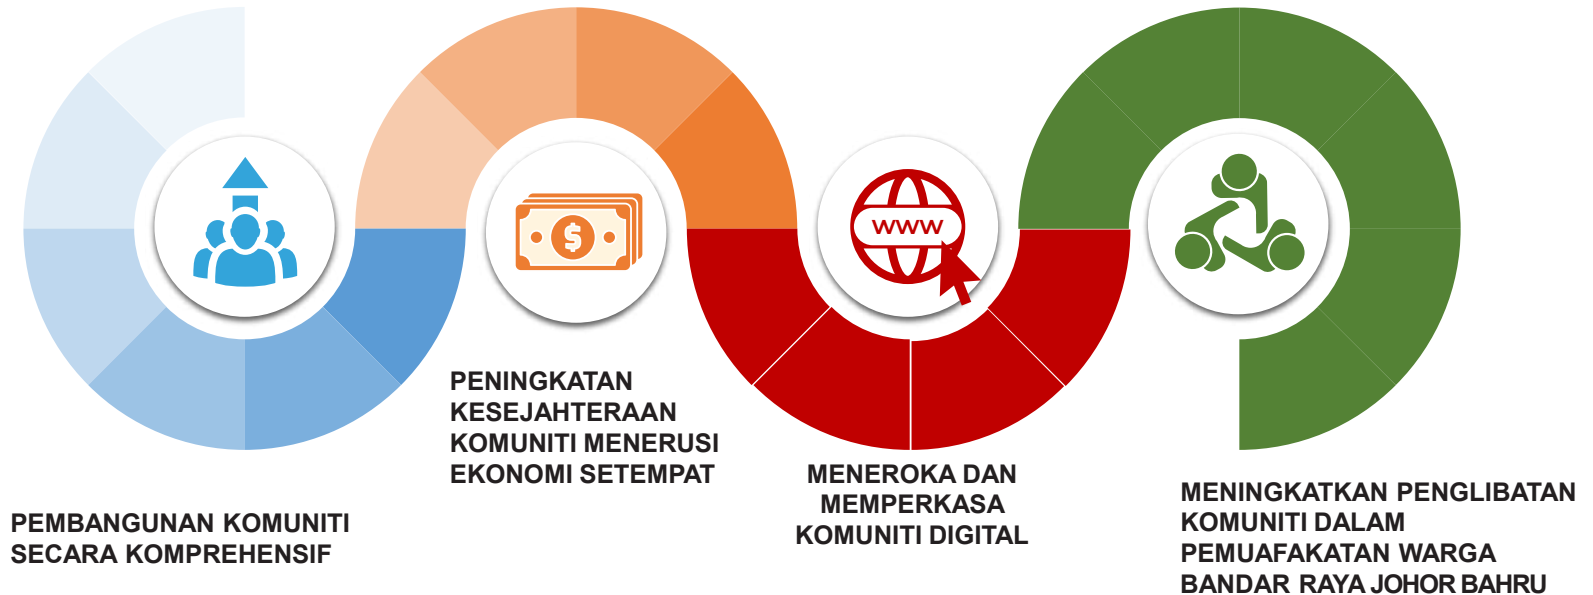 $
WWW
PENINGKATAN
KESEJAHTERAAN
KOMUNITI MENERUSI
EKONOMI SETEMPAT
MENEROKA DAN
MEMPERKASA
KOMUNITI DIGITAL
PEMBANGUNAN KOMUNITI
SECARA KOMPREHENSIF
MENINGKATKAN PENGLIBATAN
KOMUNITI DALAM
PEMUAFAKATAN WARGA
BANDAR RAYA JOHOR BAHRU